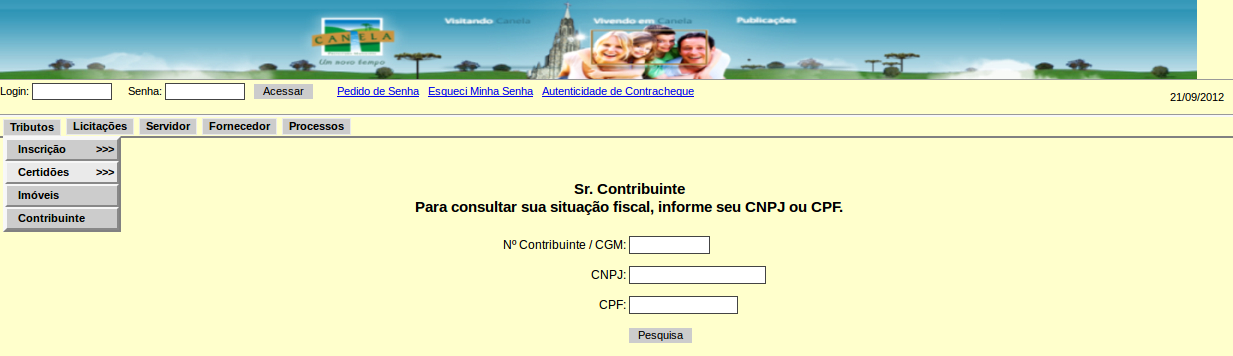 Visitando Canela
Vivendo em Canela
Publicações
CANELA
Um novo tempo
Login:
Senha:
Acessar
Pedido de Senha
Esqueci Minha Senha
Autenticidade de Contracheque
21/09/2012
Tributos
Licitações
Servidor
Fornecedor
Processos
Inscrição >>>
Certidões >>>
Imóveis
Contribuinte
Sr. Contribuinte
Para consultar sua situação fiscal, informe seu CNPJ ou CPF.
Nº Contribuinte / CGM:
CNPJ:
CPF:
Pesquisa